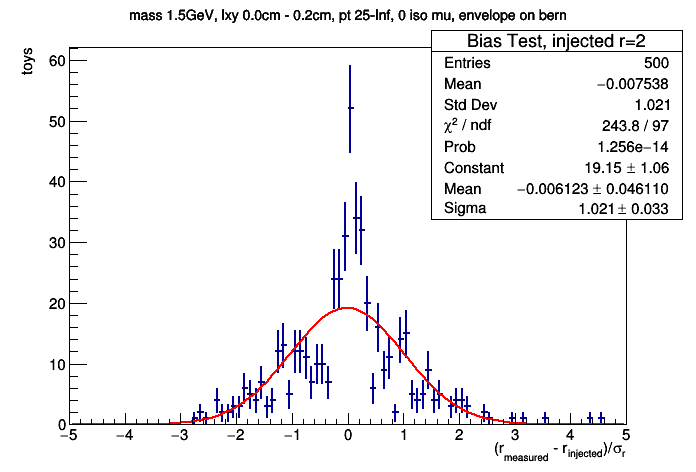 mass 1.5GeV, lxy 0.0cm - 0.2cm, pt 25-Inf, 0 iso mu, envelope on bern
Bias Test, injected r=2
Entries 500
Mean −0.007538
Std Dev 1.021
χ² / ndf 243.8 / 97
Prob 1.256e−14
Constant 19.15 ± 1.06
Mean −0.006123 ± 0.046110
Sigma 1.021 ± 0.033
toys
60
50
40
30
20
10
0
−5 −4 −3 −2 −1 0 1 2 3 4 5
(r_measured - r_injected)/σ_r